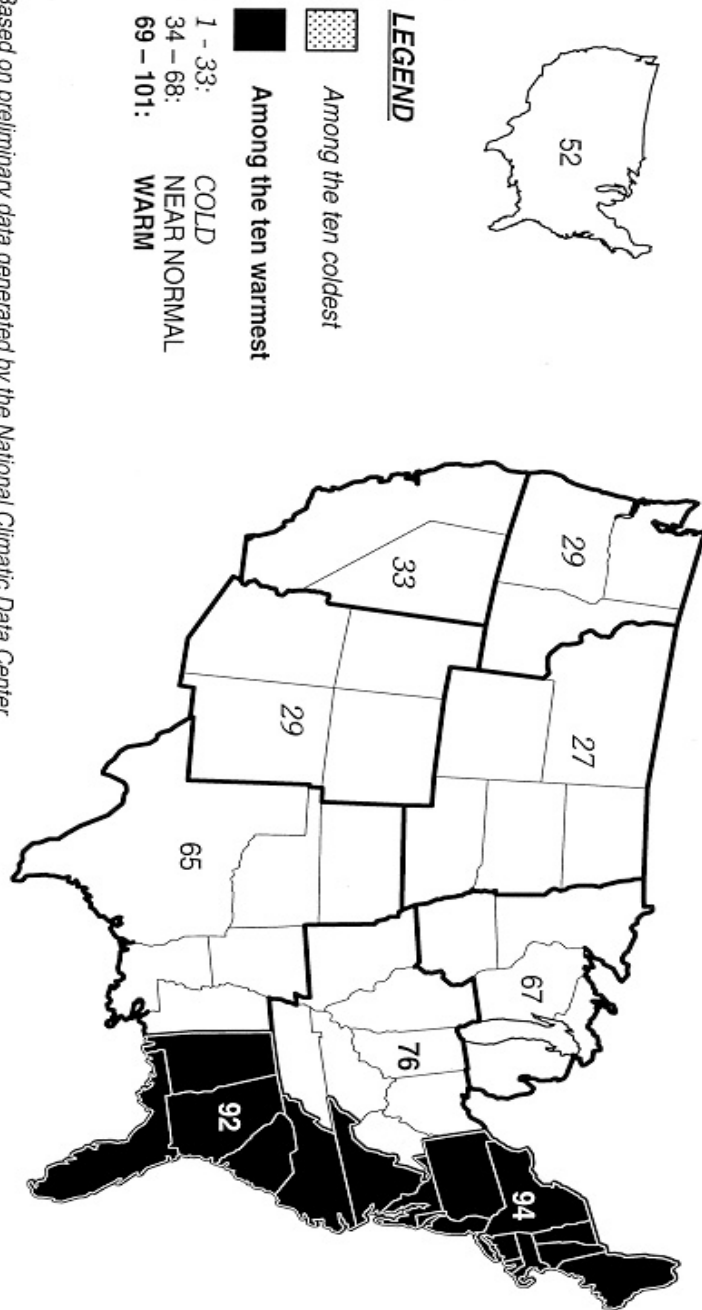 52
LEGEND
Among the ten coldest
Among the ten warmest
1 - 33: COLD
34 – 68: NEAR NORMAL
69 – 101: WARM
Based on preliminary data generated by the National Climatic Data Center
29
33
27
29
65
67
76
92
94